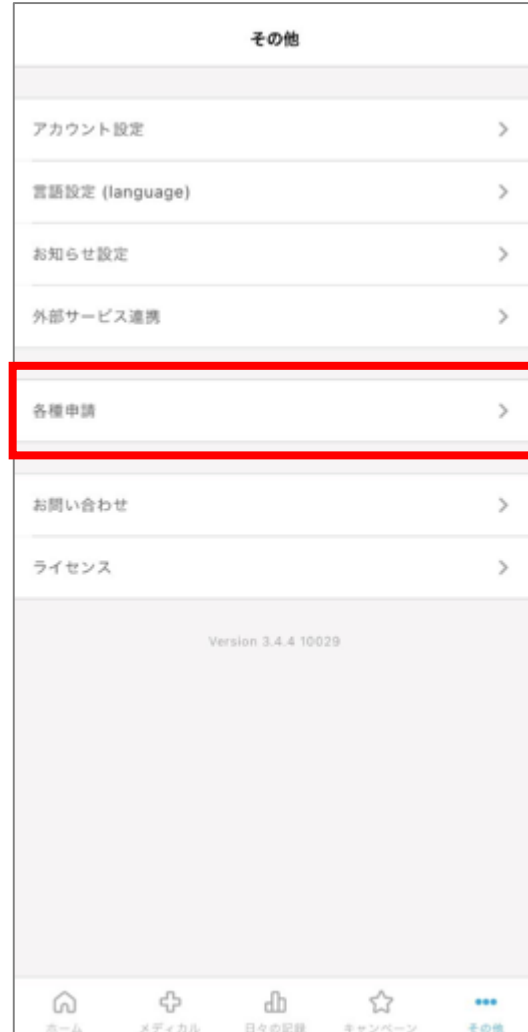 その他
アカウント設定
言語設定 (language)
お知らせ設定
外部サービス連携
各種申請
お問い合わせ
ライセンス
Version 3.4.4 10029
ホーム メディカル 日々の記録 キャンペーン その他